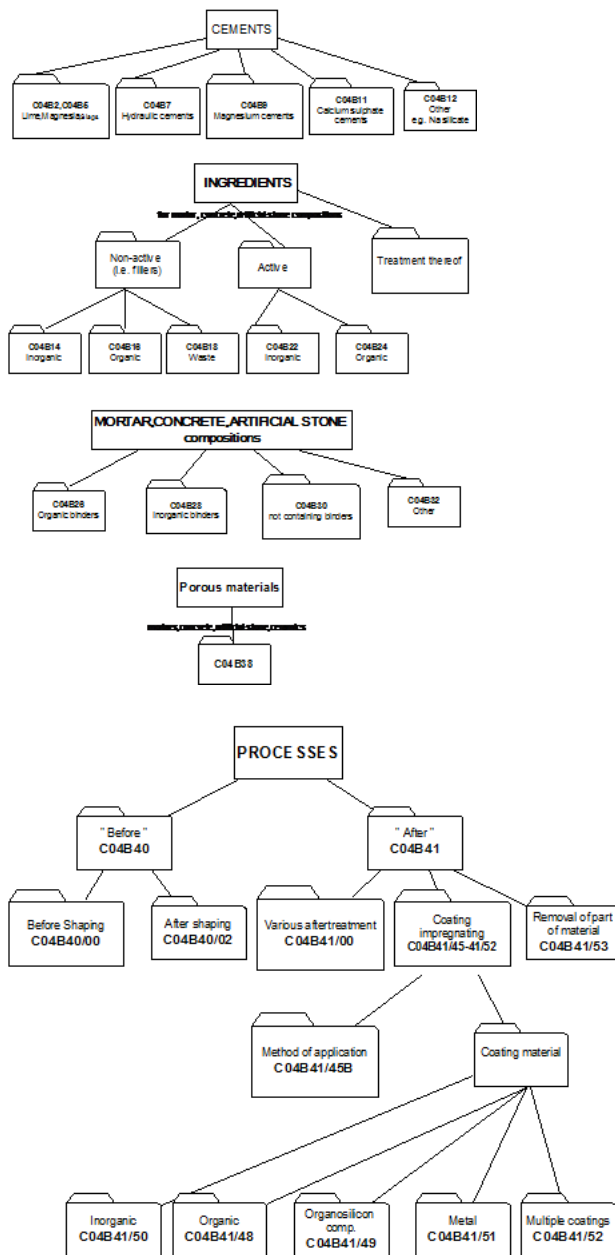 CEMENTS
C04B2,C04B5
Lime,Magnesia slags
C04B7
Hydraulic cements
C04B9
Magnesium cements
C04B11
Calcium sulphate
cements
C04B12
Other
e.g. Na silicate
INGREDIENTS
for mortar, concrete, artificial stone compositions
Non-active
(i.e. fillers)
Active
Treatment thereof
C04B14
Inorganic
C04B16
Organic
C04B18
Waste
C04B22
Inorganic
C04B24
Organic
MORTAR,CONCRETE,ARTIFICIAL STONE
compositions
C04B26
Organic binders
C04B28
Inorganic binders
C04B30
not containing binders
C04B32
Other
Porous materials
mortars,concrete,artificial stone,ceramics
C04B38
PROCESSES
" Before "
C04B40
" After "
C04B41
Before Shaping
C04B40/00
After shaping
C04B40/02
Various aftertreatment
C04B41/00
Coating
impregnating
C04B41/45-41/52
Removal of part
of material
C04B41/53
Method of application
C04B41/45B
Coating material
Inorganic
C04B41/50
Organic
C04B41/48
Organosilicon
comp.
C04B41/49
Metal
C04B41/51
Multiple coatings
C04B41/52